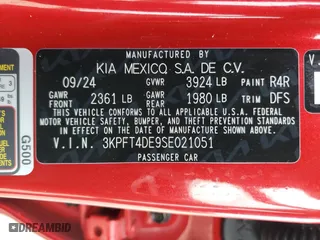 MANUFACTURED BY
KIA MEXICO S.A. DE C.V.
09/24 GVWR 3924 LB PAINT R4R
GAWR FRONT 2361 LB GAWR REAR 1980 LB TRIM DFS
THIS VEHICLE CONFORMS TO ALL APPLICABLE U.S.A. FEDERAL
MOTOR VEHICLE SAFETY, BUMPER, AND THEFT PREVENTION
STANDARDS IN EFFECT ON THE DATE OF MANUFACTURE SHOWN ABOVE.
V.I.N. 3KPFT4DE9SE021051
PASSENGER CAR
G500
V.I
DREAMBID